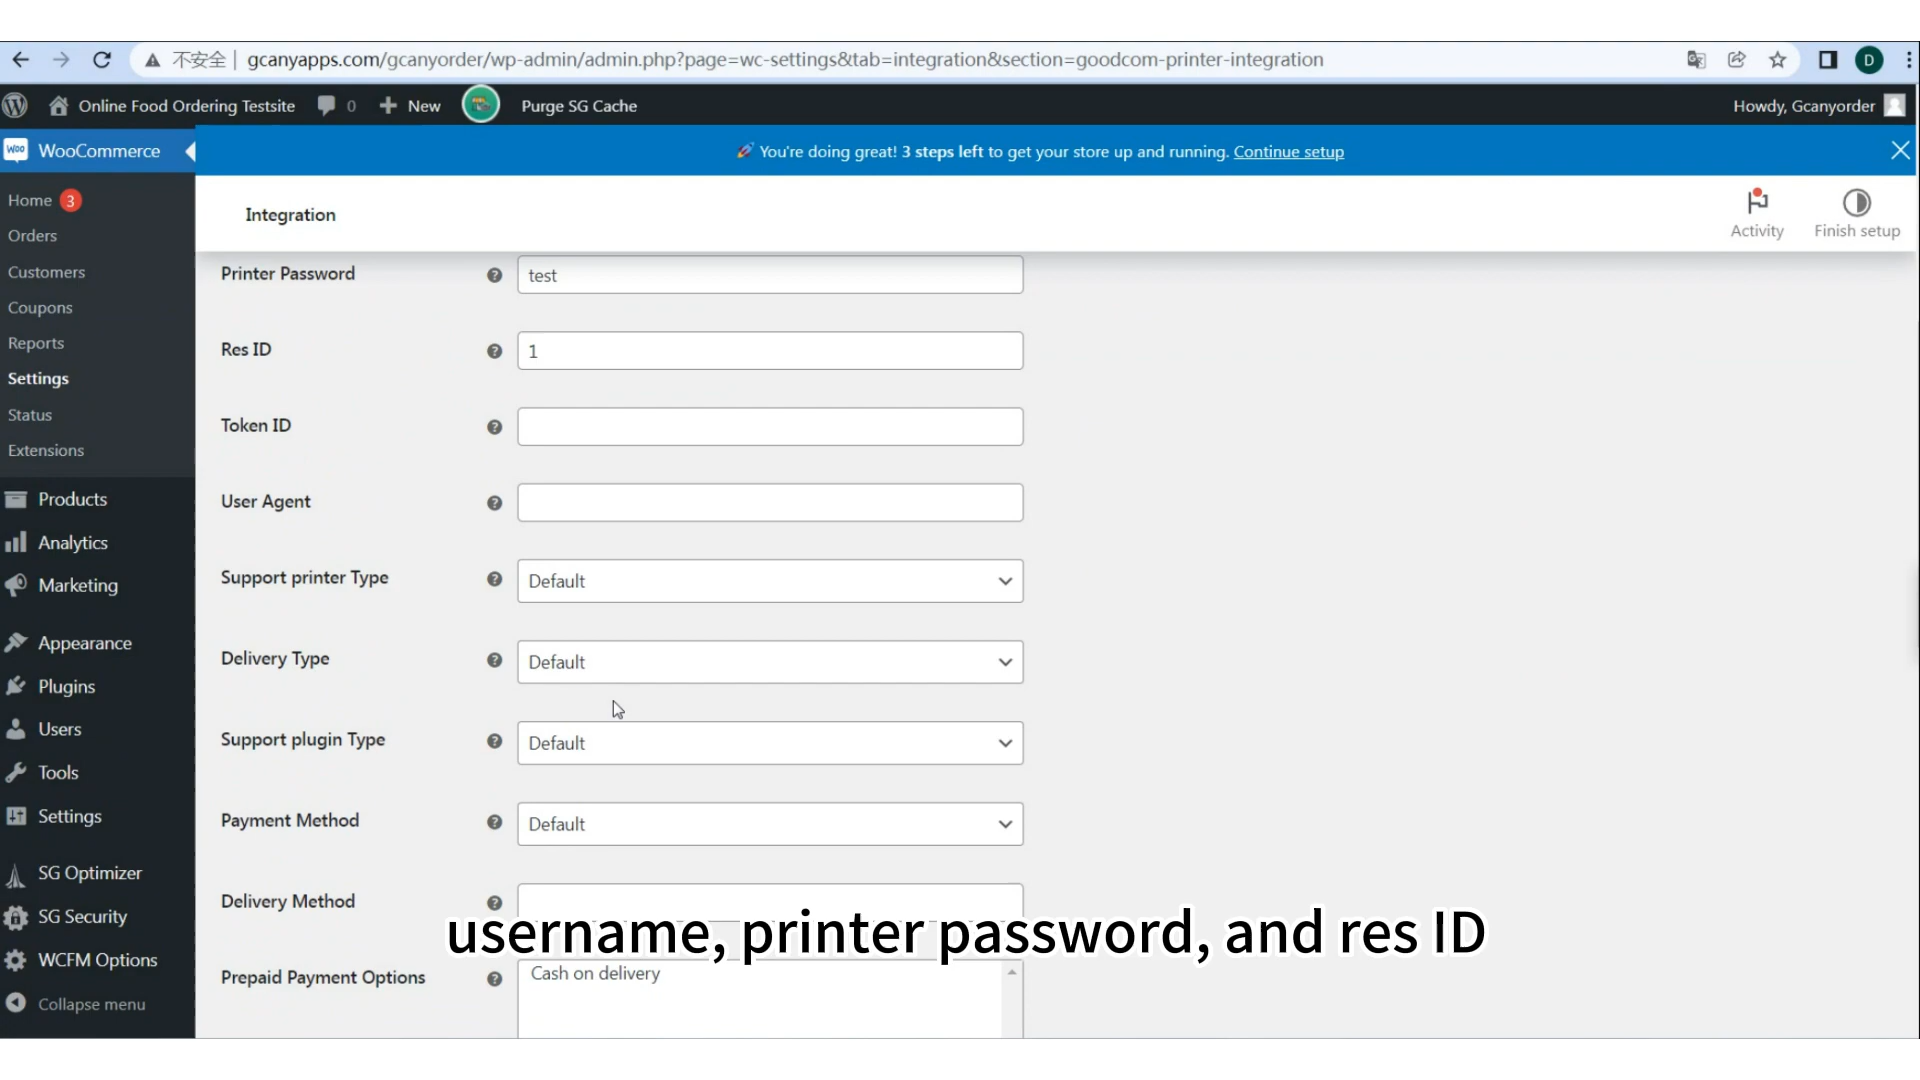 不安全 | gcanyapps.com/gcanyorder/wp-admin/admin.php?page=wc-settings&tab=integration&section=goodcom-printer-integration
D
Online Food Ordering Testsite 0 New Purge SG Cache Howdy, Gcanyorder
Woo WooCommerce
You're doing great! 3 steps left to get your store up and running. Continue setup
Home 3
Orders
Customers
Coupons
Reports
Settings
Status
Extensions
Products
Analytics
Marketing
Appearance
Plugins
Users
Tools
Settings
SG Optimizer
SG Security
WCFM Options
Collapse menu
Integration
Activity
Finish setup
Printer Password ? test
Res ID ? 1
Token ID ?
User Agent ?
Support printer Type ? Default
Delivery Type ? Default
Support plugin Type ? Default
Payment Method ? Default
Delivery Method ?
username, printer password, and res ID
Prepaid Payment Options ? Cash on delivery